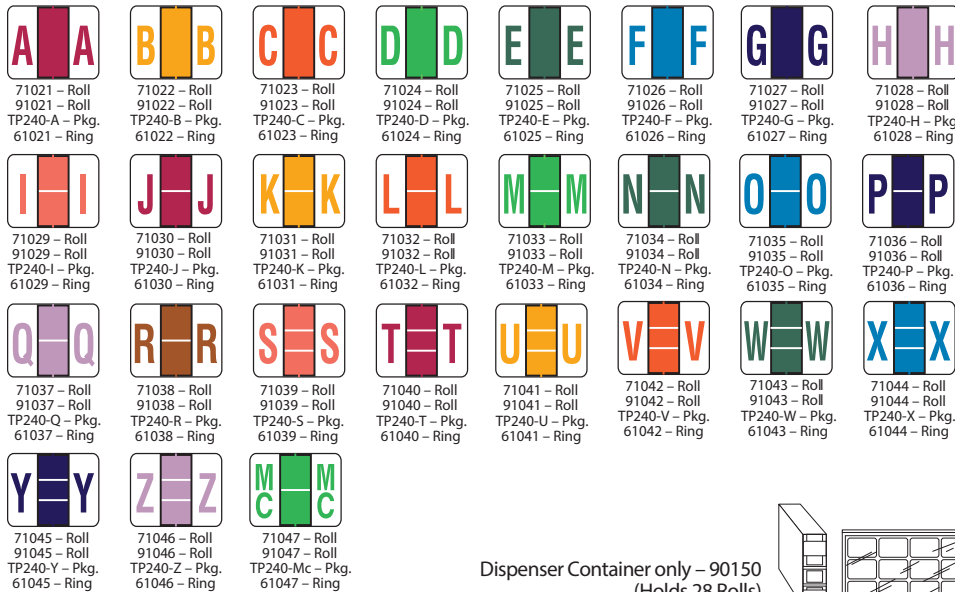 A A
71021 – Roll
91021 – Roll
TP240-A – Pkg.
61021 – Ring
B B
71022 – Roll
91022 – Roll
TP240-B – Pkg.
61022 – Ring
C C
71023 – Roll
91023 – Roll
TP240-C – Pkg.
61023 – Ring
D D
71024 – Roll
91024 – Roll
TP240-D – Pkg.
61024 – Ring
E E
71025 – Roll
91025 – Roll
TP240-E – Pkg.
61025 – Ring
F F
71026 – Roll
91026 – Roll
TP240-F – Pkg.
61026 – Ring
G G
71027 – Roll
91027 – Roll
TP240-G – Pkg.
61027 – Ring
H H
71028 – Roll
91028 – Roll
TP240-H – Pkg
61028 – Ring
I I
71029 – Roll
91029 – Roll
TP240-I – Pkg.
61029 – Ring
J J
71030 – Roll
91030 – Roll
TP240-J – Pkg.
61030 – Ring
K K
71031 – Roll
91031 – Roll
TP240-K – Pkg.
61031 – Ring
L L
71032 – Roll
91032 – Roll
TP240-L – Pkg.
61032 – Ring
M M
71033 – Roll
91033 – Roll
TP240-M – Pkg.
61033 – Ring
N N
71034 – Roll
91034 – Roll
TP240-N – Pkg.
61034 – Ring
O O
71035 – Roll
91035 – Roll
TP240-O – Pkg.
61035 – Ring
P P
71036 – Roll
91036 – Roll
TP240-P – Pkg.
61036 – Ring
Q Q
71037 – Roll
91037 – Roll
TP240-Q – Pkg.
61037 – Ring
R R
71038 – Roll
91038 – Roll
TP240-R – Pkg.
61038 – Ring
S S
71039 – Roll
91039 – Roll
TP240-S – Pkg.
61039 – Ring
T T
71040 – Roll
91040 – Roll
TP240-T – Pkg.
61040 – Ring
U U
71041 – Roll
91041 – Roll
TP240-U – Pkg.
61041 – Ring
V V
71042 – Roll
91042 – Roll
TP240-V – Pkg.
61042 – Ring
W W
71043 – Roll
91043 – Roll
TP240-W – Pkg.
61043 – Ring
X X
71044 – Roll
91044 – Roll
TP240-X – Pkg.
61044 – Ring
Y Y
71045 – Roll
91045 – Roll
TP240-Y – Pkg.
61045 – Ring
Z Z
71046 – Roll
91046 – Roll
TP240-Z – Pkg.
61046 – Ring
M M
C C
71047 – Roll
91047 – Roll
TP240-Mc – Pkg.
61047 – Ring
Dispenser Container only – 90150
(Holds 28 Rolls)